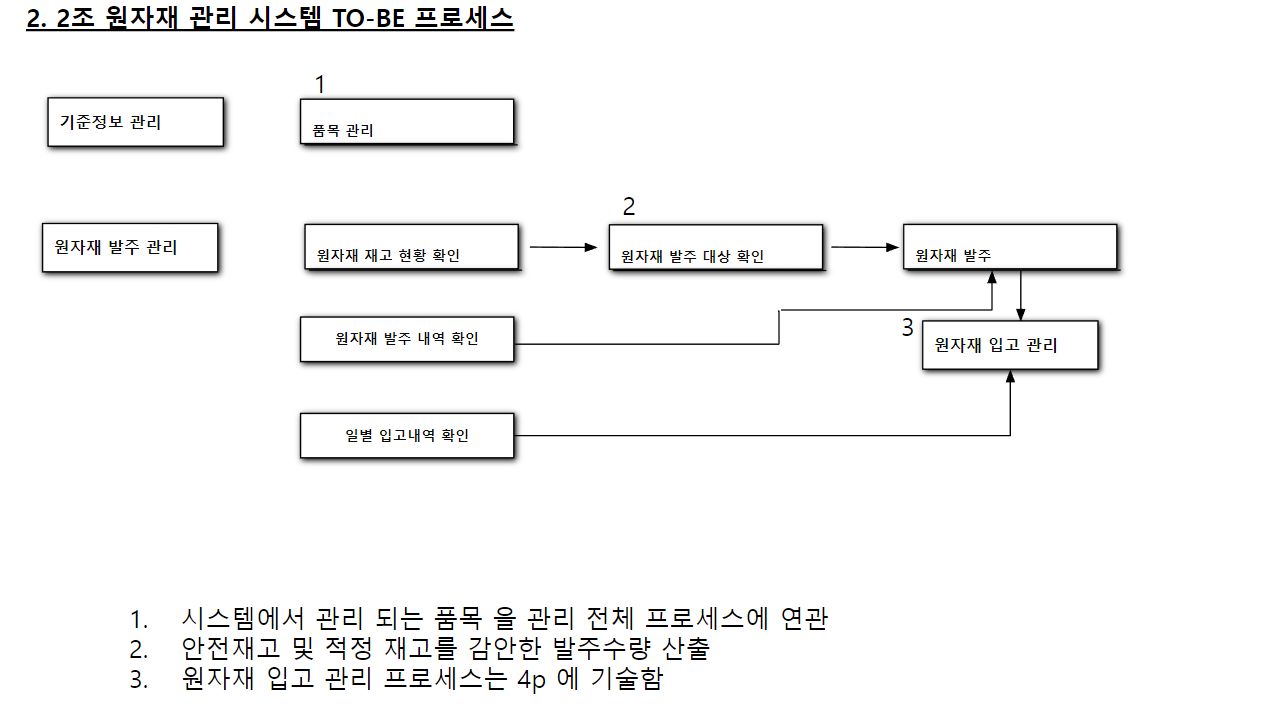 2. 2조 원자재 관리 시스템 TO-BE 프로세스
1
기준정보 관리
품목 관리
2
원자재 발주 관리
원자재 재고 현황 확인
원자재 발주 대상 확인
원자재 발주
원자재 발주 내역 확인
3
원자재 입고 관리
일별 입고내역 확인
1. 시스템에서 관리 되는 품목 을 관리 전체 프로세스에 연관
2. 안전재고 및 적정 재고를 감안한 발주수량 산출
3. 원자재 입고 관리 프로세스는 4p 에 기술함